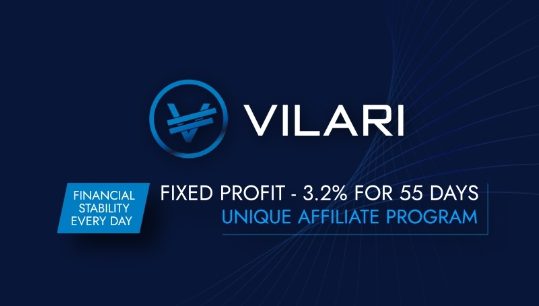 VILARI
FINANCIAL
STABILITY
EVERY DAY
FIXED PROFIT - 3.2% FOR 55 DAYS
UNIQUE AFFILIATE PROGRAM